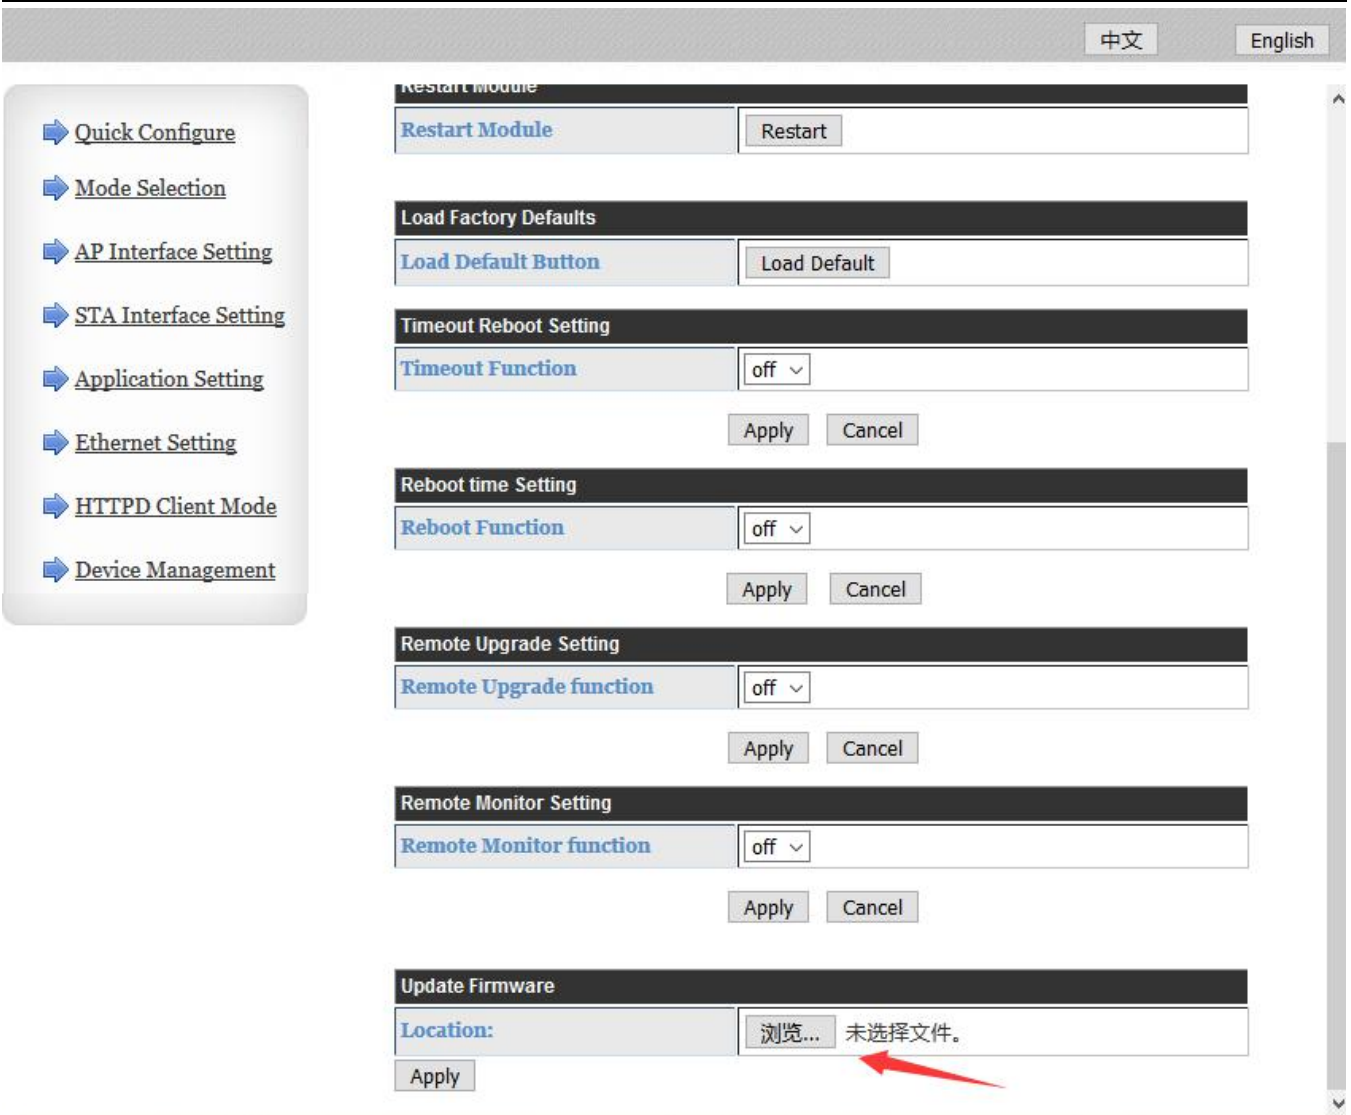 中文 English
Restart Module
Quick Configure
Mode Selection
AP Interface Setting
STA Interface Setting
Application Setting
Ethernet Setting
HTTPD Client Mode
Device Management
Restart Module Restart
Load Factory Defaults
Load Default Button Load Default
Timeout Reboot Setting
Timeout Function off
Apply Cancel
Reboot time Setting
Reboot Function off
Apply Cancel
Remote Upgrade Setting
Remote Upgrade function off
Apply Cancel
Remote Monitor Setting
Remote Monitor function off
Apply Cancel
Update Firmware
Location: 浏览... 未选择文件。
Apply